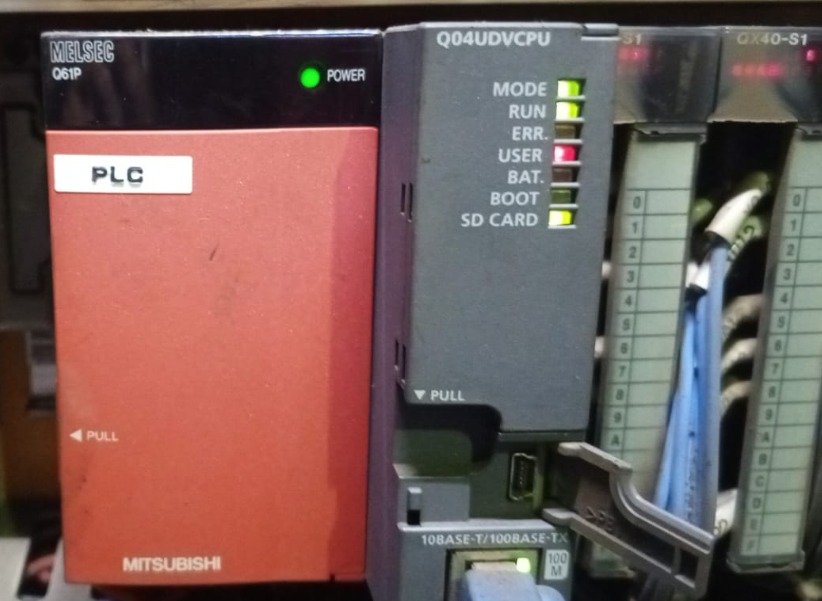 MELSEC
Q61P
POWER
PLC
PULL
MITSUBISHI
Q04UDVCPU
MODE
RUN
ERR.
USER
BAT.
BOOT
SD CARD
PULL
10BASE-T/100BASE-TX
100
M
S1
0
1
2
3
4
5
6
7
8
9
A
QX40-S1
0
1
2
3
4
5
6
7
8
9
A
B
C
D
E
F